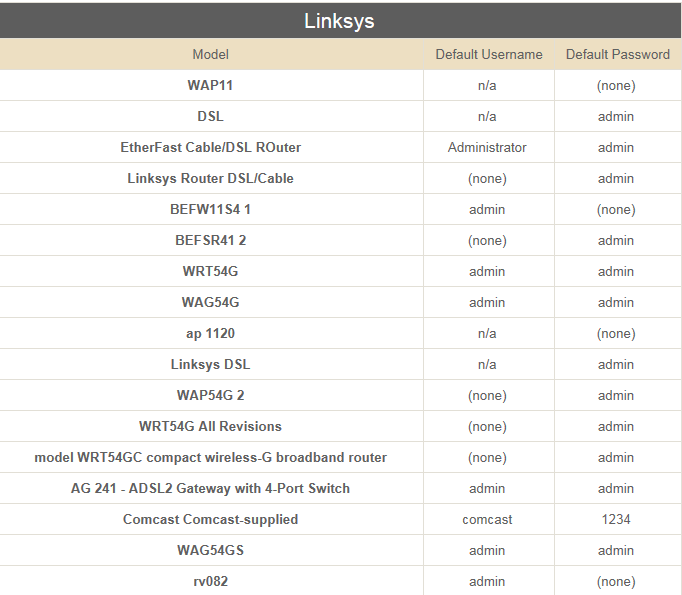 Linksys
Model Default Username Default Password
WAP11 n/a (none)
DSL n/a admin
EtherFast Cable/DSL ROuter Administrator admin
Linksys Router DSL/Cable (none) admin
BEFW11S4 1 admin (none)
BEFSR41 2 (none) admin
WRT54G admin admin
WAG54G admin admin
ap 1120 n/a (none)
Linksys DSL n/a admin
WAP54G 2 (none) admin
WRT54G All Revisions (none) admin
model WRT54GC compact wireless-G broadband router (none) admin
AG 241 - ADSL2 Gateway with 4-Port Switch admin admin
Comcast Comcast-supplied comcast 1234
WAG54GS admin admin
rv082 admin (none)